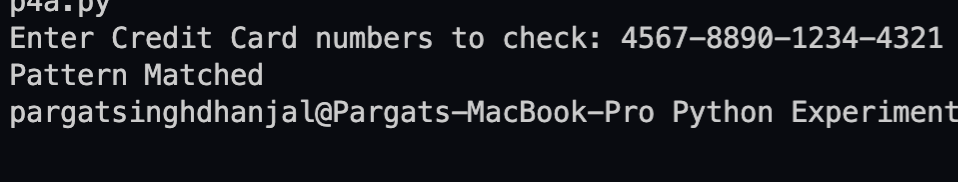 p4a.py
Enter Credit Card numbers to check: 4567-8890-1234-4321
Pattern Matched
pargatsinghdhanjal@Pargats-MacBook-Pro Python Experiment